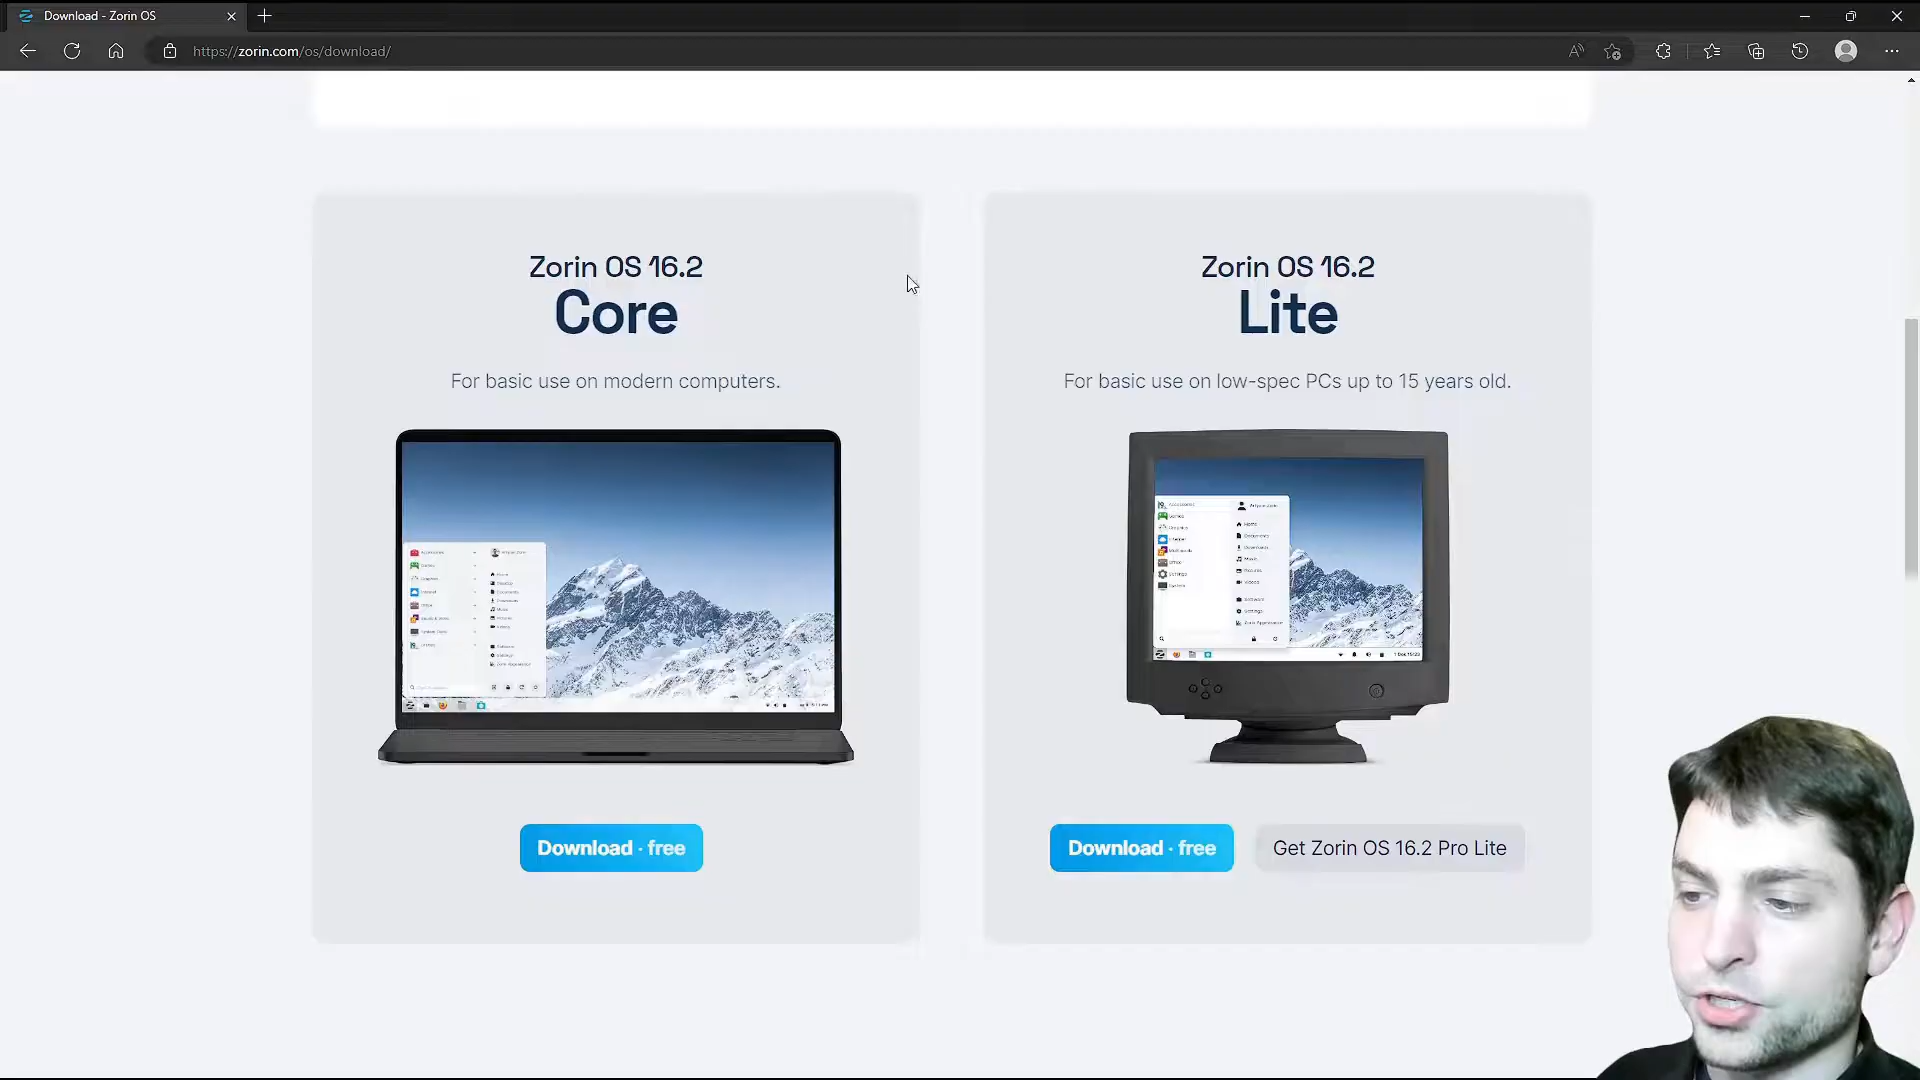 Download - Zorin OS
https://zorin.com/os/download/
Zorin OS 16.2
Core
For basic use on modern computers.
Download · free
Zorin OS 16.2
Lite
For basic use on low-spec PCs up to 15 years old.
Download · free
Get Zorin OS 16.2 Pro Lite